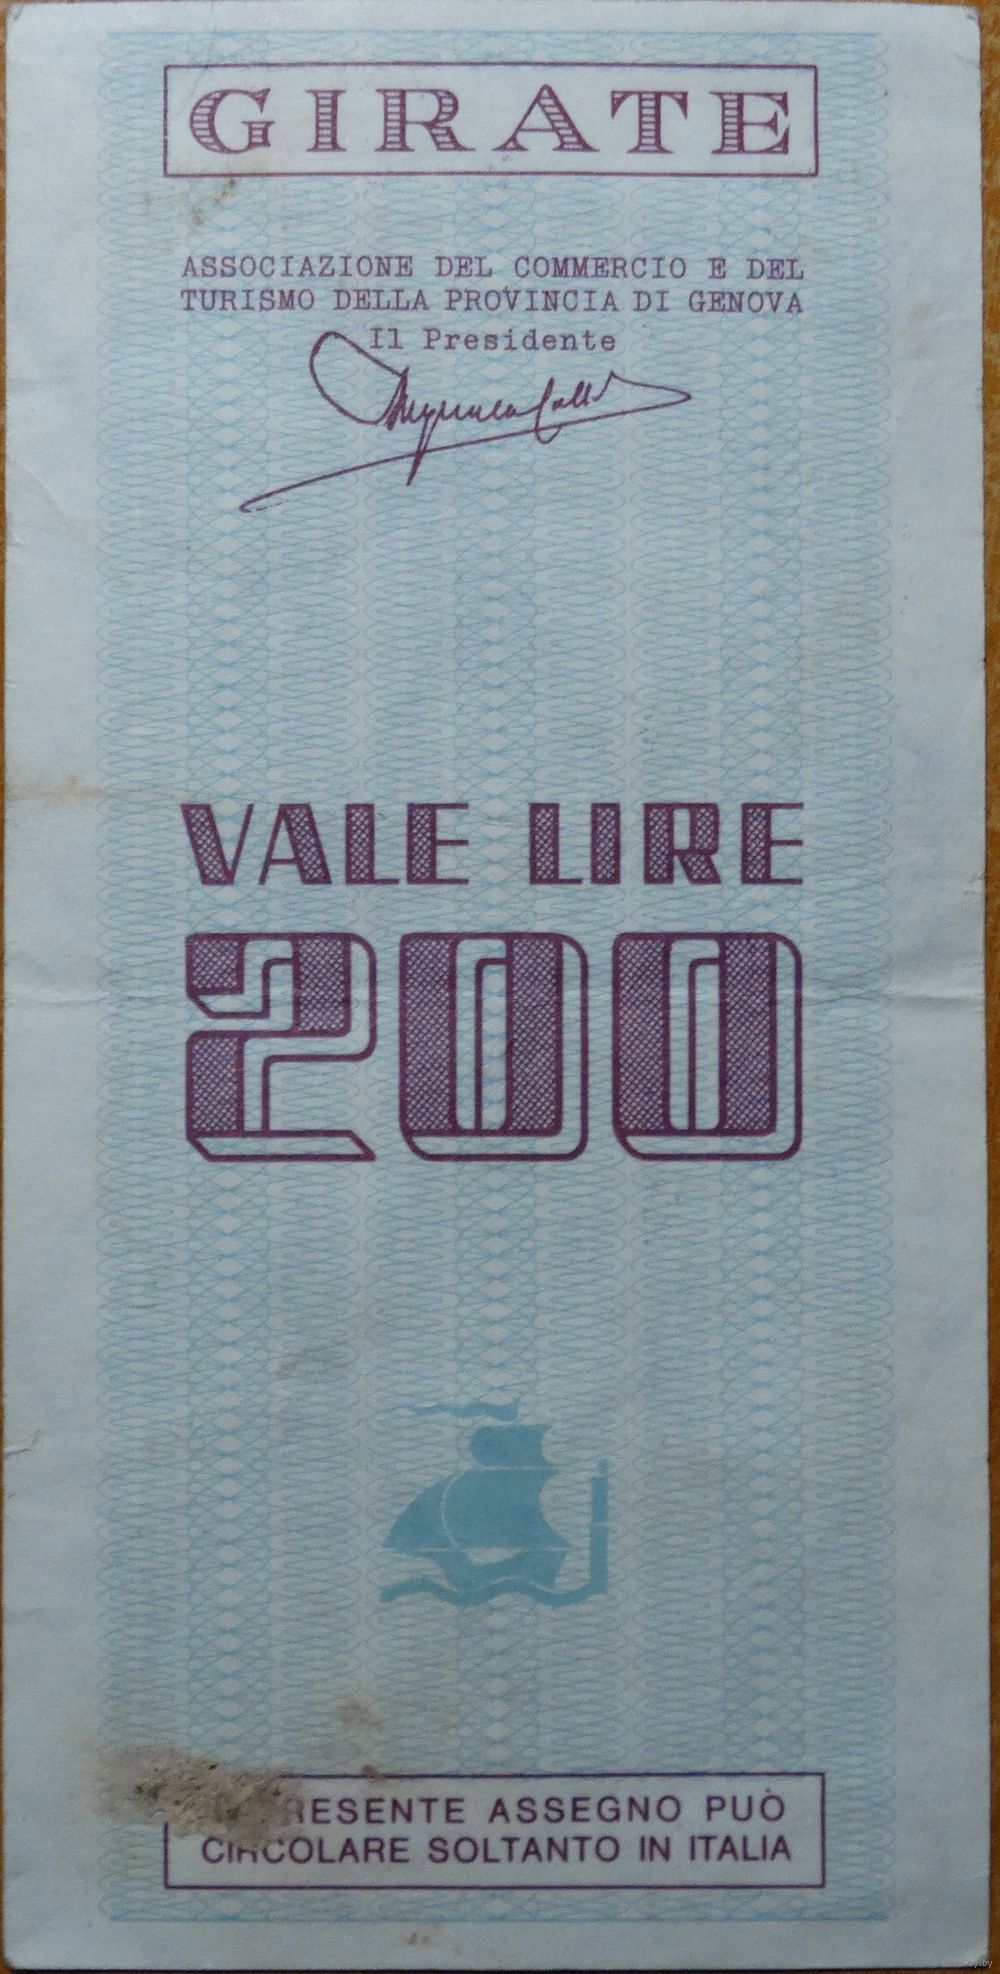 GIRATE
ASSOCIAZIONE DEL COMMERCIO E DEL
TURISMO DELLA PROVINCIA DI GENOVA
Il Presidente
VALE LIRE
200
ASSEGNO PUÒ
CIRCOLARE SOLTANTO IN ITALIA